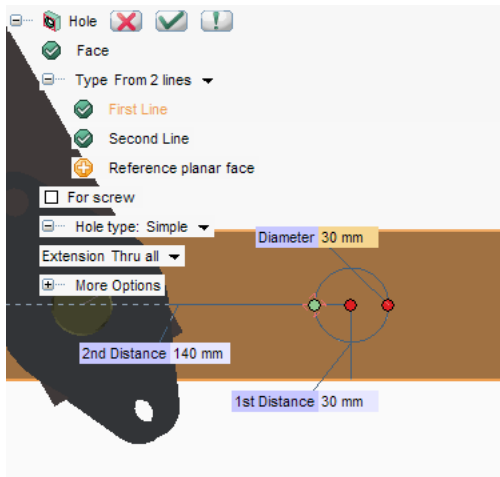 Hole
Face
Type From 2 lines
First Line
Second Line
Reference planar face
For screw
Hole type: Simple
Diameter 30 mm
Extension Thru all
More Options
2nd Distance 140 mm
1st Distance 30 mm